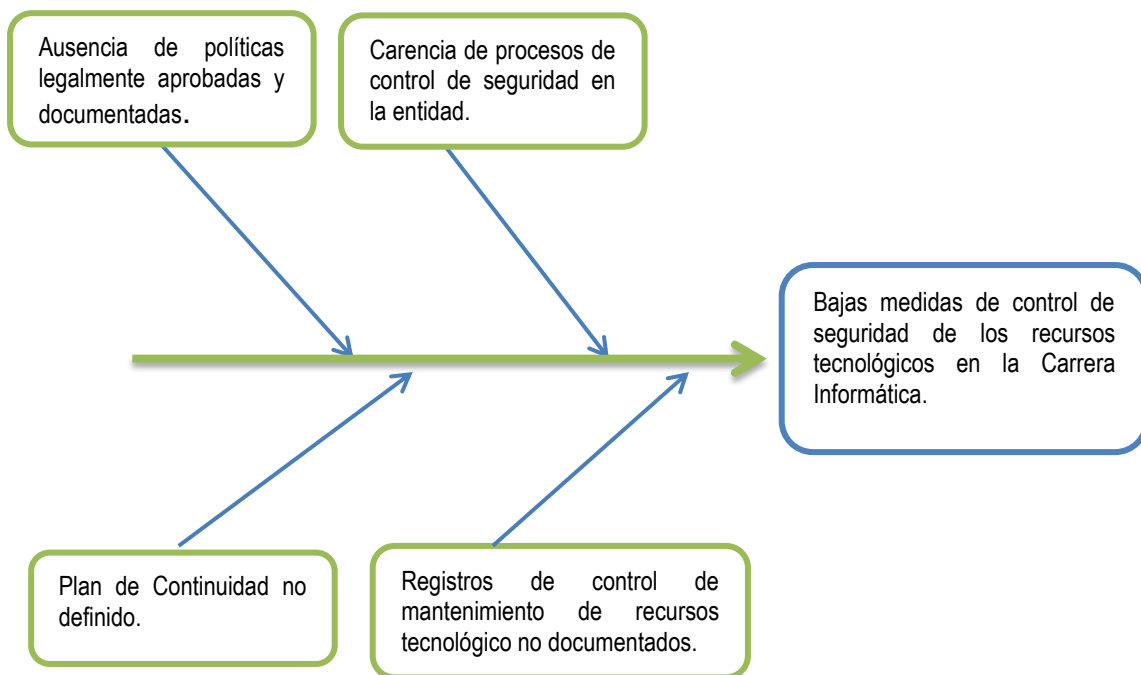 Ausencia de políticas
legalmente aprobadas y
documentadas.
Carencia de procesos de
control de seguridad en
la entidad.
Bajas medidas de control de
seguridad de los recursos
tecnológicos en la Carrera
Informática.
Plan de Continuidad no
definido.
Registros de control de
mantenimiento de recursos
tecnológico no documentados.